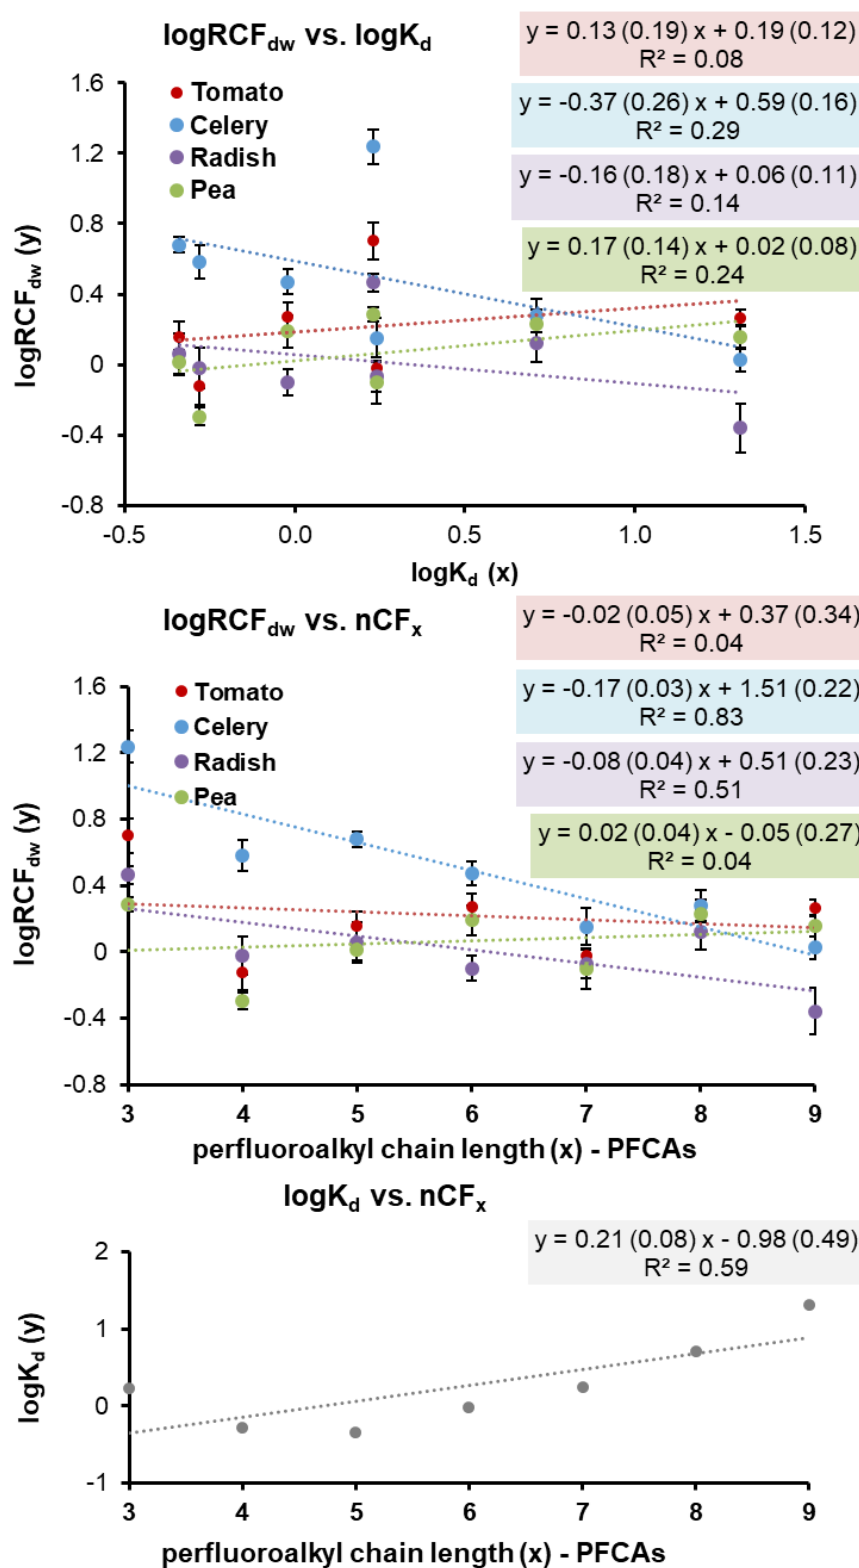 logRCFdw vs. logKd
y = 0.13 (0.19) x + 0.19 (0.12)
R² = 0.08
y = -0.37 (0.26) x + 0.59 (0.16)
R² = 0.29
y = -0.16 (0.18) x + 0.06 (0.11)
R² = 0.14
y = 0.17 (0.14) x + 0.02 (0.08)
R² = 0.24
Tomato
Celery
Radish
Pea
logRCFdw (y)
1.6
1.2
0.8
0.4
0
-0.4
-0.8
-0.5
0.0
0.5
1.0
1.5
logKd (x)
logRCFdw vs. nCFx
y = -0.02 (0.05) x + 0.37 (0.34)
R² = 0.04
y = -0.17 (0.03) x + 1.51 (0.22)
R² = 0.83
y = -0.08 (0.04) x + 0.51 (0.23)
R² = 0.51
y = 0.02 (0.04) x - 0.05 (0.27)
R² = 0.04
Tomato
Celery
Radish
Pea
logRCFdw (y)
1.6
1.2
0.8
0.4
0
-0.4
-0.8
3
4
5
6
7
8
9
perfluoroalkyl chain length (x) - PFCAs
logKd vs. nCFx
y = 0.21 (0.08) x - 0.98 (0.49)
R² = 0.59
logKd (y)
2
1
0
-1
3
4
5
6
7
8
9
perfluoroalkyl chain length (x) - PFCAs